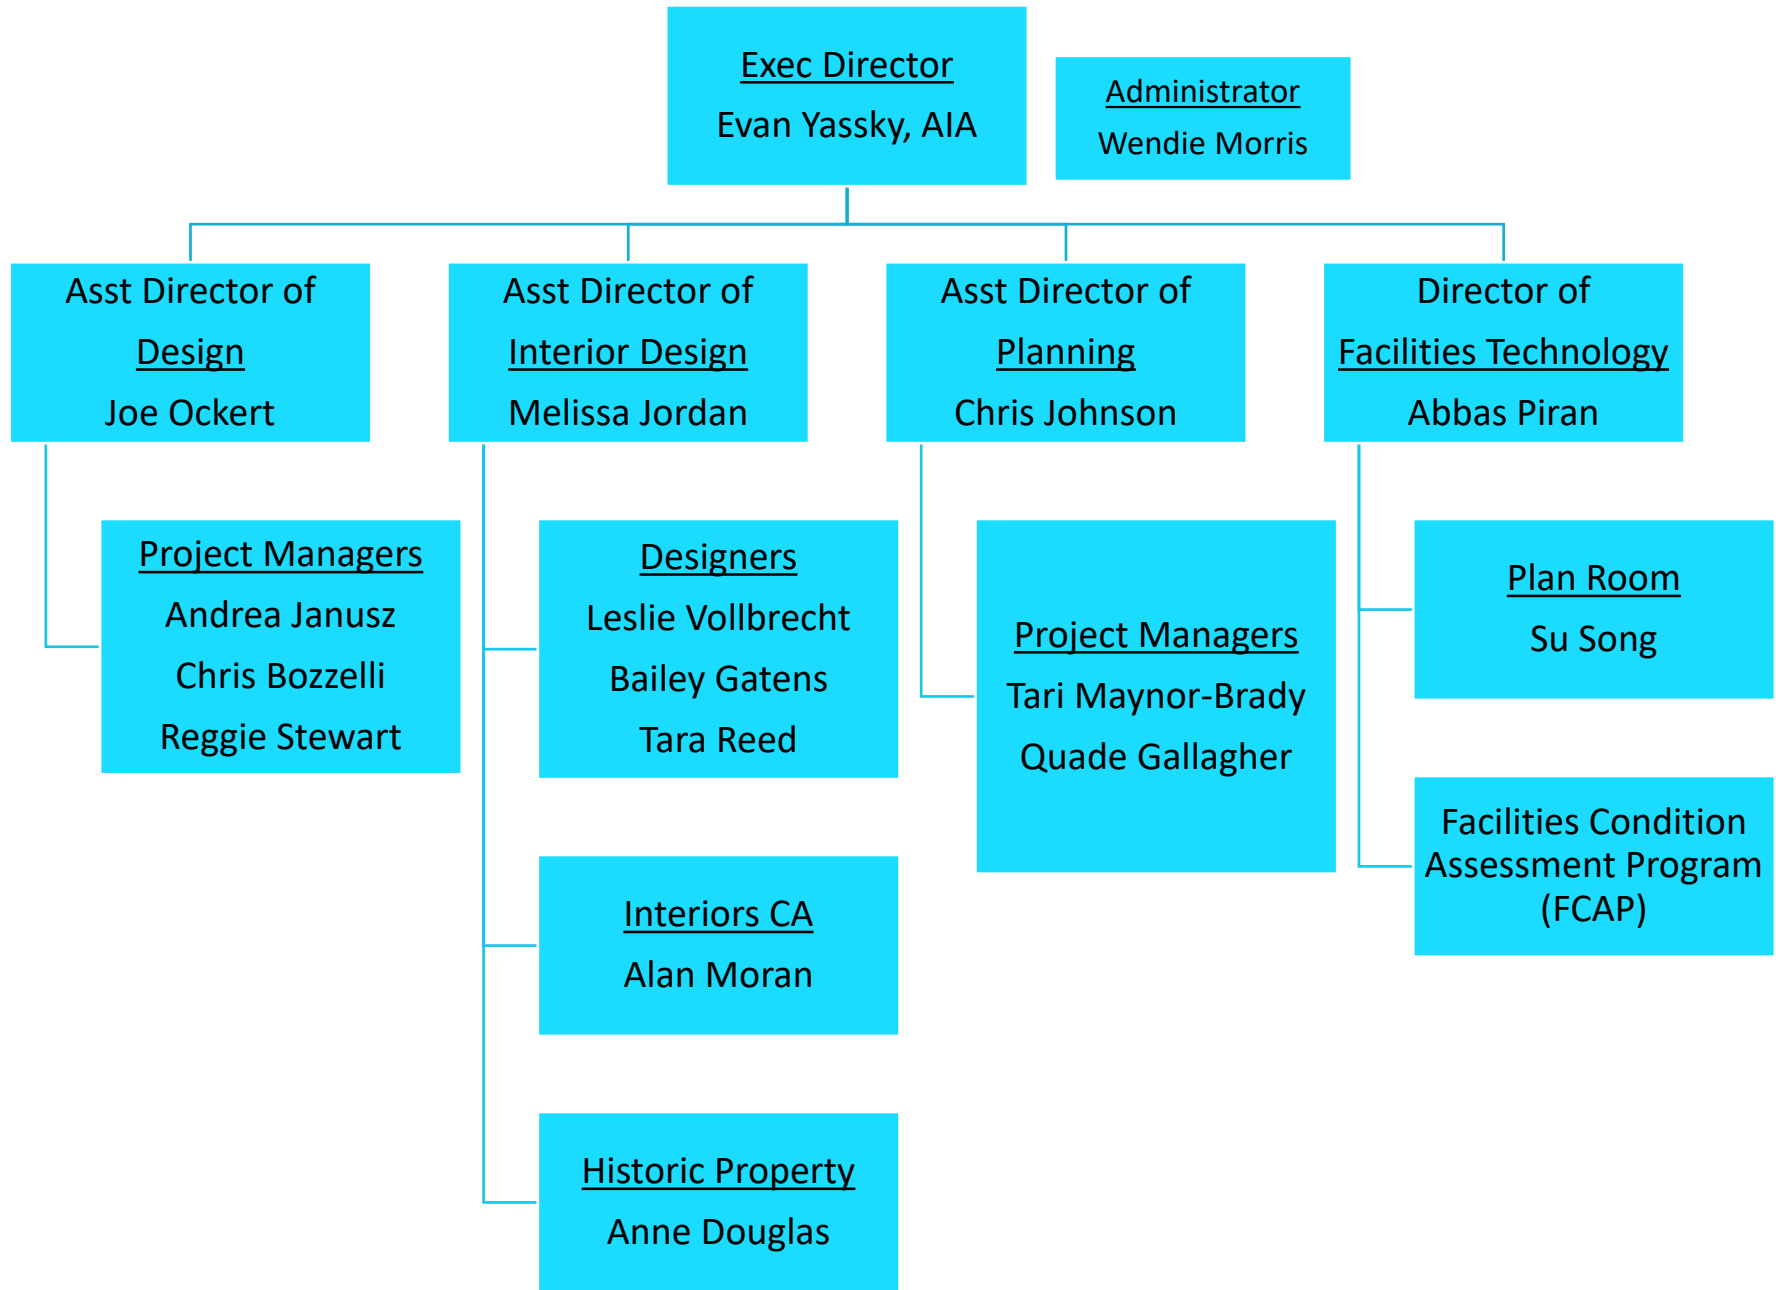 Exec Director
Evan Yassky, AIA
Administrator
Wendie Morris
Asst Director of
Design
Joe Ockert
Asst Director of
Interior Design
Melissa Jordan
Asst Director of
Planning
Chris Johnson
Director of
Facilities Technology
Abbas Piran
Project Managers
Andrea Janusz
Chris Bozzelli
Reggie Stewart
Designers
Leslie Vollbrecht
Bailey Gatens
Tara Reed
Interiors CA
Alan Moran
Historic Property
Anne Douglas
Project Managers
Tari Maynor-Brady
Quade Gallagher
Plan Room
Su Song
Facilities Condition
Assessment Program
(FCAP)